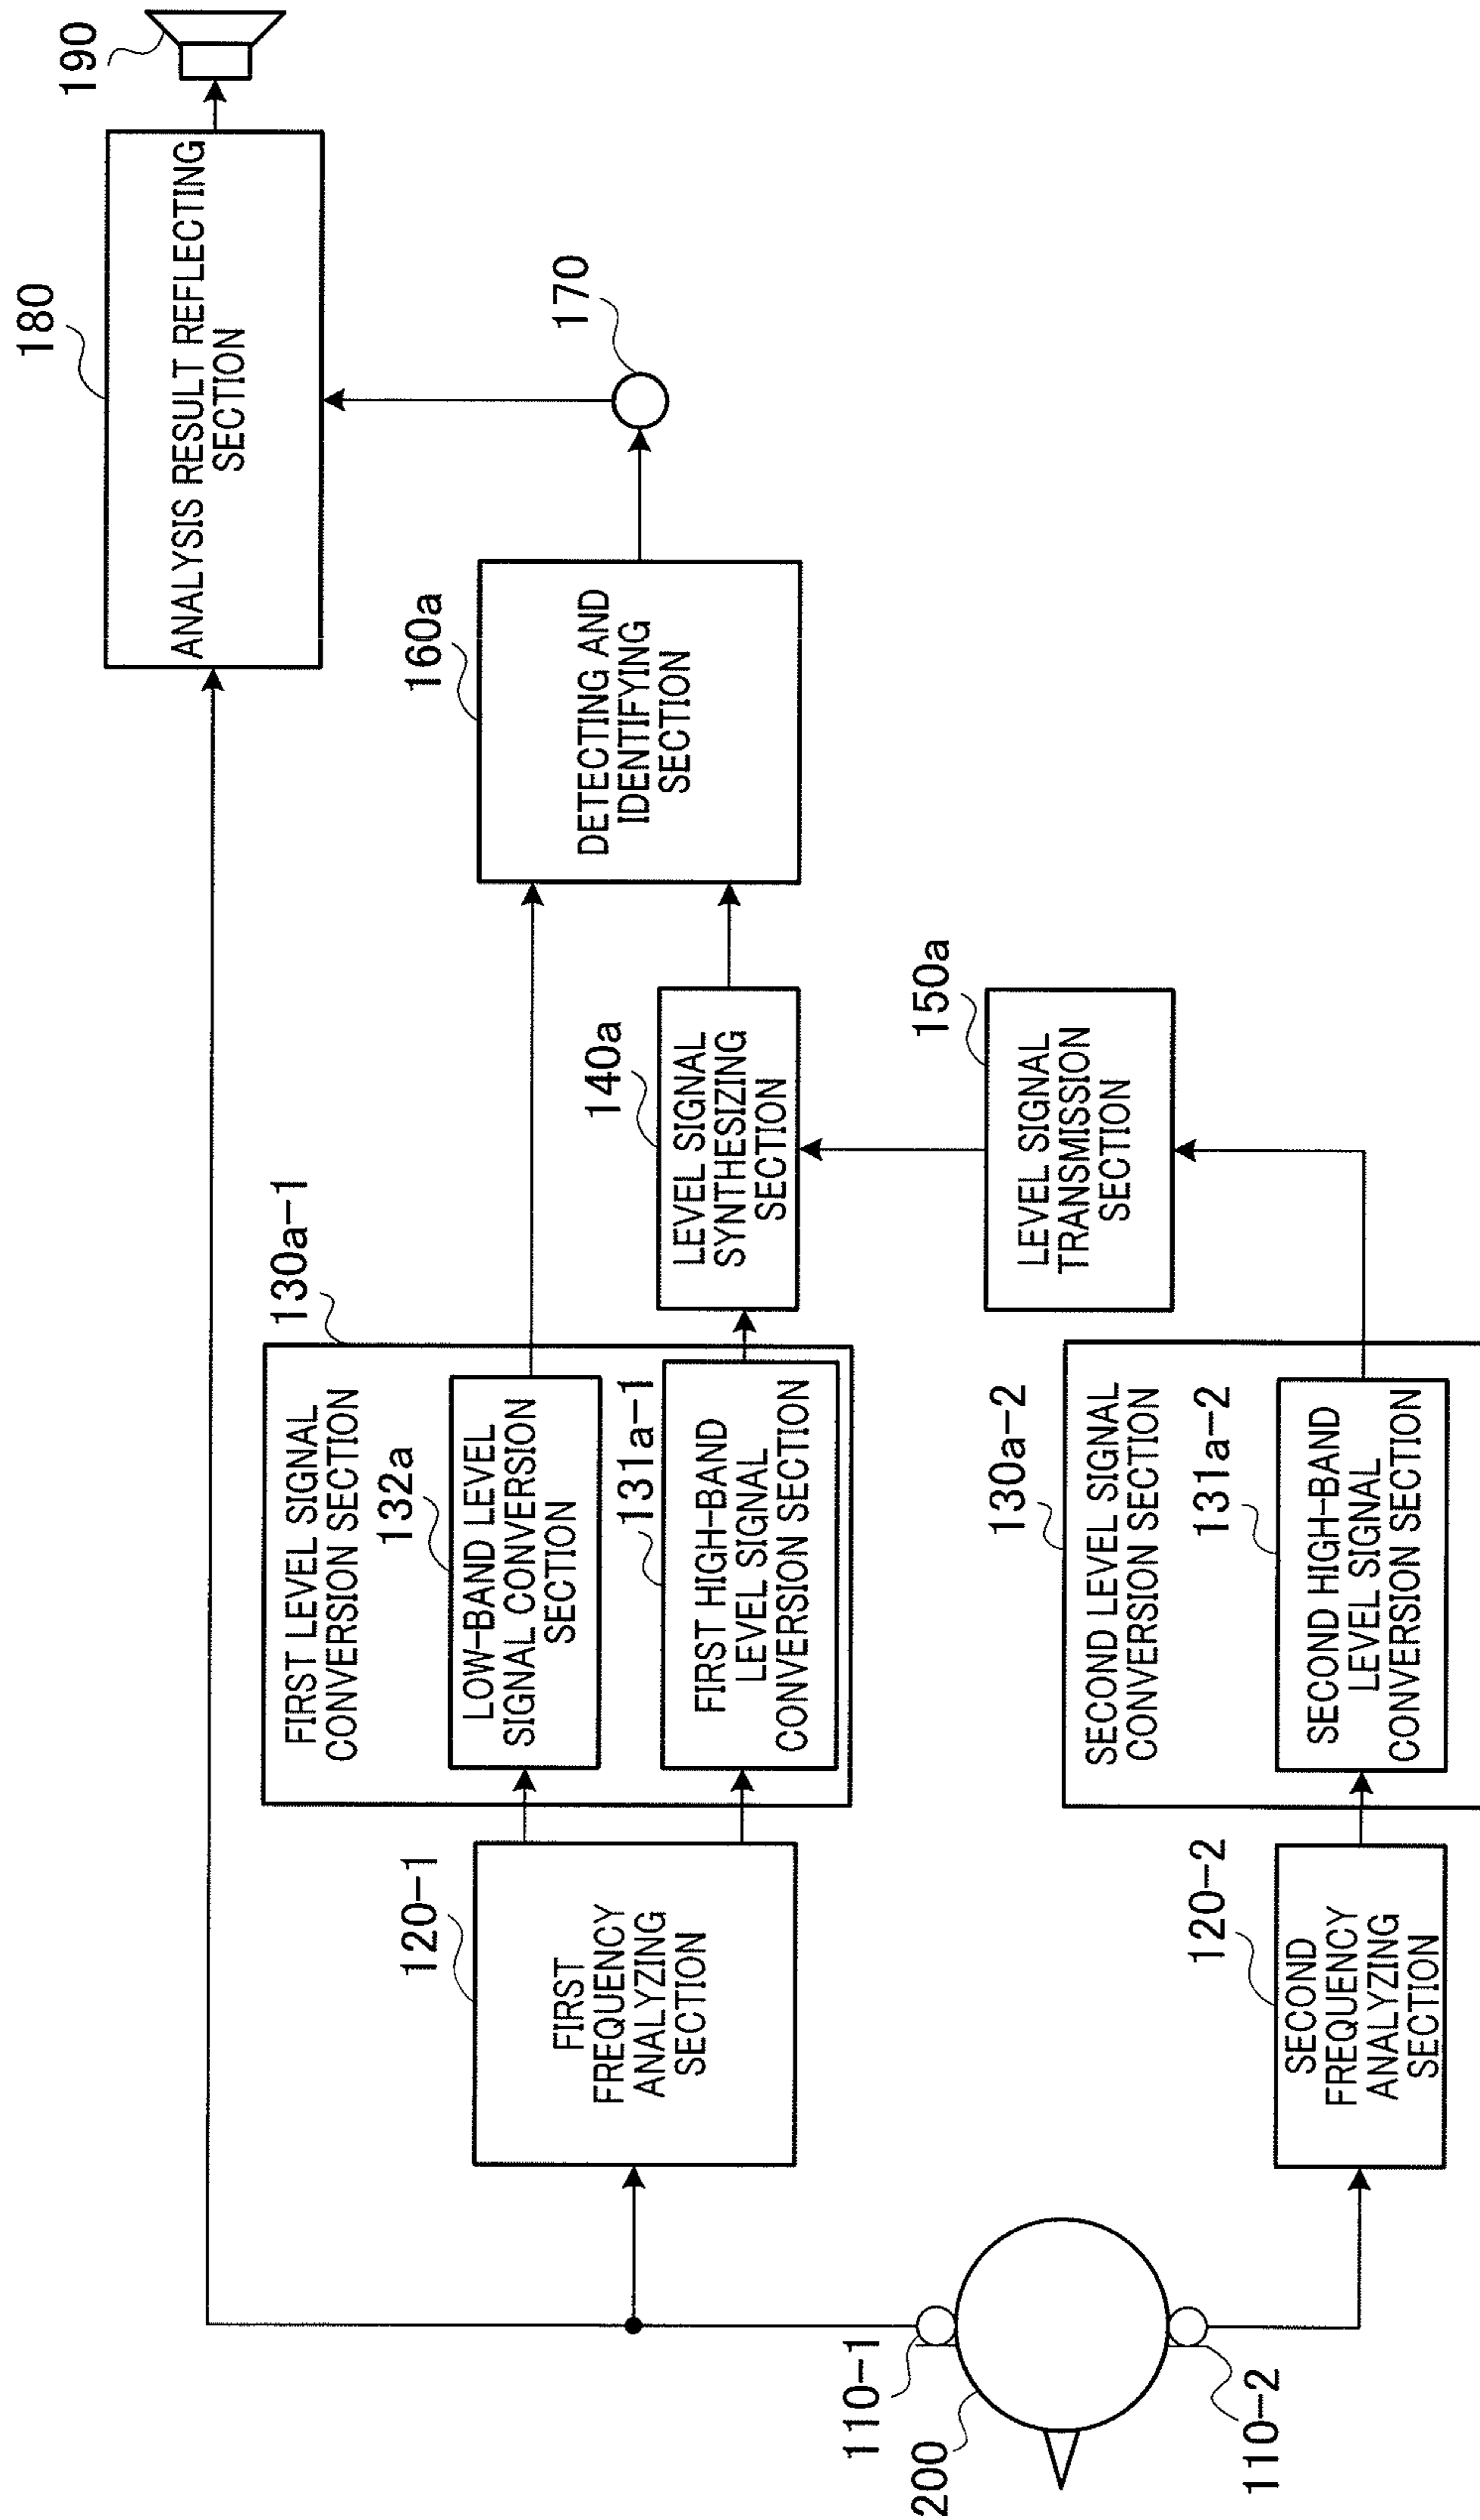 190
180
ANALYSIS RESULT REFLECTING
SECTION
170
160a
DETECTING AND
IDENTIFYING
SECTION
140a
LEVEL SIGNAL
SYNTHESIZING
SECTION
150a
LEVEL SIGNAL
TRANSMISSION
SECTION
130a-1
FIRST LEVEL SIGNAL
CONVERSION SECTION
132a
LOW-BAND LEVEL
SIGNAL CONVERSION
SECTION
131a-1
FIRST HIGH-BAND
LEVEL SIGNAL
CONVERSION SECTION
130a-2
SECOND LEVEL SIGNAL
CONVERSION SECTION
131a-2
SECOND HIGH-BAND
LEVEL SIGNAL
CONVERSION SECTION
120-1
FIRST
FREQUENCY
ANALYZING
SECTION
120-2
SECOND
FREQUENCY
ANALYZING
SECTION
110-1
200
110-2